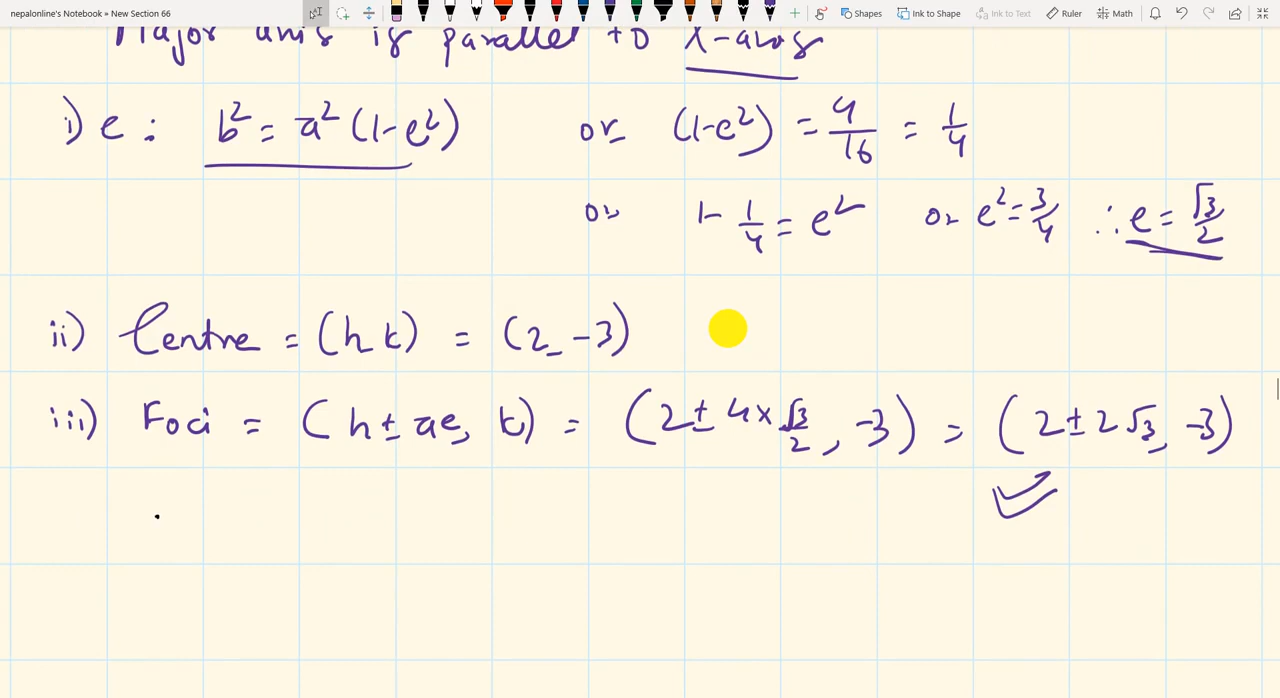 nepalonline's Notebook » New Section 66
Shapes Ink to Shape Ink to Text Ruler Math
Major axis is parallel to x-axis
i) e : b² = a² (1-e²) or (1-e²) = 4/16 = 1/4
or 1 - 1/4 = e² or e² = 3/4 ∴ e = √3/2
ii) Centre = (h k) = (2, -3)
iii) Foci = (h ± ae, k) = (2 ± 4 × √3/2, -3) = (2 ± 2√3, -3)